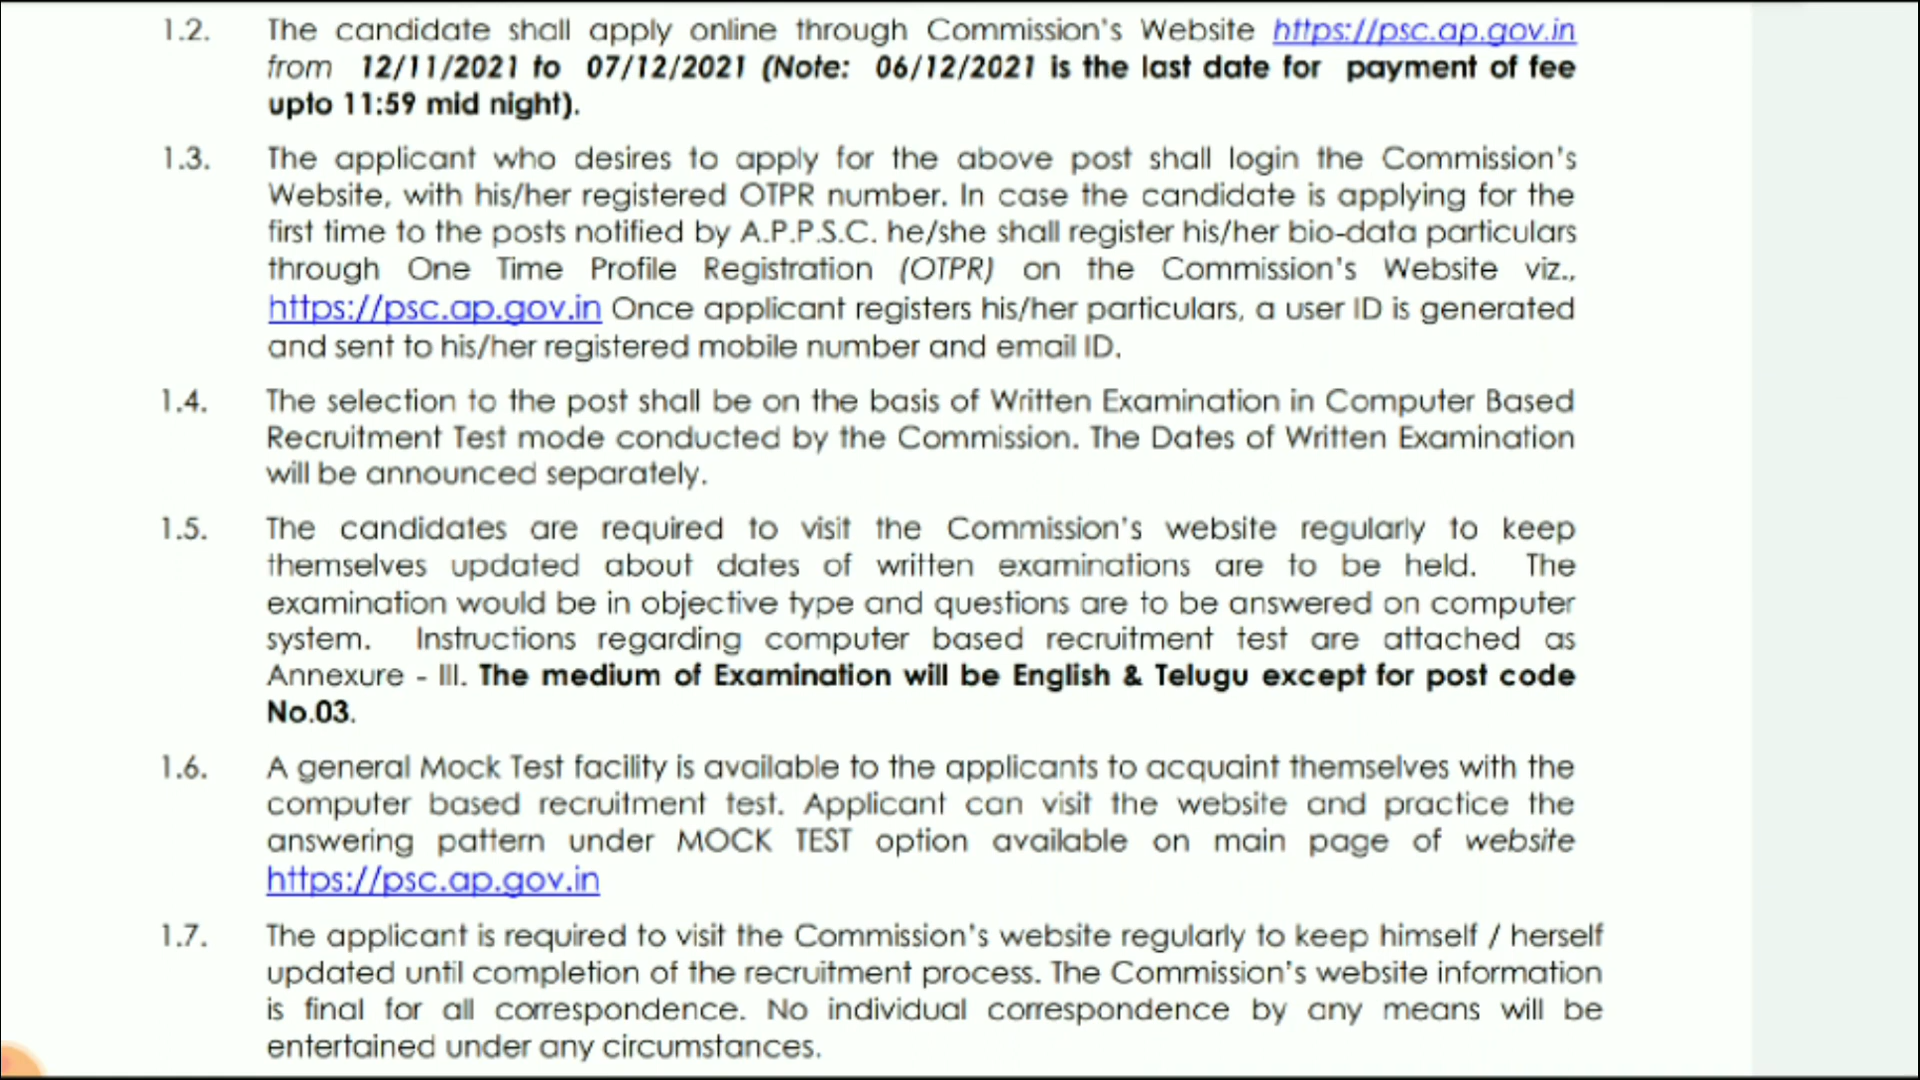 1.2. The candidate shall apply online through Commission's Website https://psc.ap.gov.in
from 12/11/2021 to 07/12/2021 (Note: 06/12/2021 is the last date for payment of fee
upto 11:59 mid night).
1.3. The applicant who desires to apply for the above post shall login the Commission's
Website, with his/her registered OTPR number. In case the candidate is applying for the
first time to the posts notified by A.P.P.S.C. he/she shall register his/her bio-data particulars
through One Time Profile Registration (OTPR) on the Commission's Website viz.,
https://psc.ap.gov.in Once applicant registers his/her particulars, a user ID is generated
and sent to his/her registered mobile number and email ID.
1.4. The selection to the post shall be on the basis of Written Examination in Computer Based
Recruitment Test mode conducted by the Commission. The Dates of Written Examination
will be announced separately.
1.5. The candidates are required to visit the Commission's website regularly to keep
themselves updated about dates of written examinations are to be held. The
examination would be in objective type and questions are to be answered on computer
system. Instructions regarding computer based recruitment test are attached as
Annexure - III. The medium of Examination will be English & Telugu except for post code
No.03.
1.6. A general Mock Test facility is available to the applicants to acquaint themselves with the
computer based recruitment test. Applicant can visit the website and practice the
answering pattern under MOCK TEST option available on main page of website
https://psc.ap.gov.in
1.7. The applicant is required to visit the Commission's website regularly to keep himself / herself
updated until completion of the recruitment process. The Commission's website information
is final for all correspondence. No individual correspondence by any means will be
entertained under any circumstances.